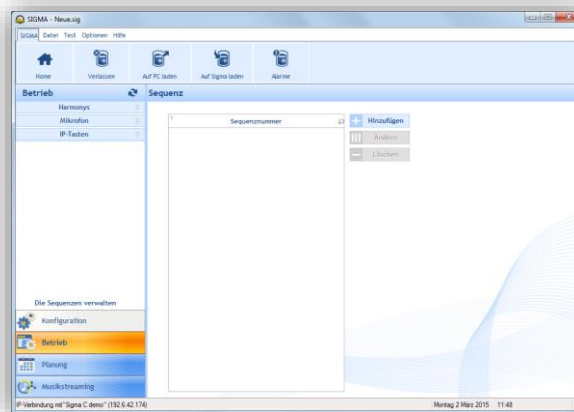 SIGMA - Neue.sig
SIGMA Datei Test Optionen Hilfe
Home Verlassen Auf PC laden Auf Sigma laden Alarme
Betrieb
Sequenz
Harmonys
Mikrofon
IP-Tasten
Sequenznummer
Hinzufügen
Ändern
Löschen
Die Sequenzen verwalten
Konfiguration
Betrieb
Planung
Musikstreaming
IP-Verbindung mit "Sigma C demo" (192.6.42.174)
Montag 2 März 2015 11:48